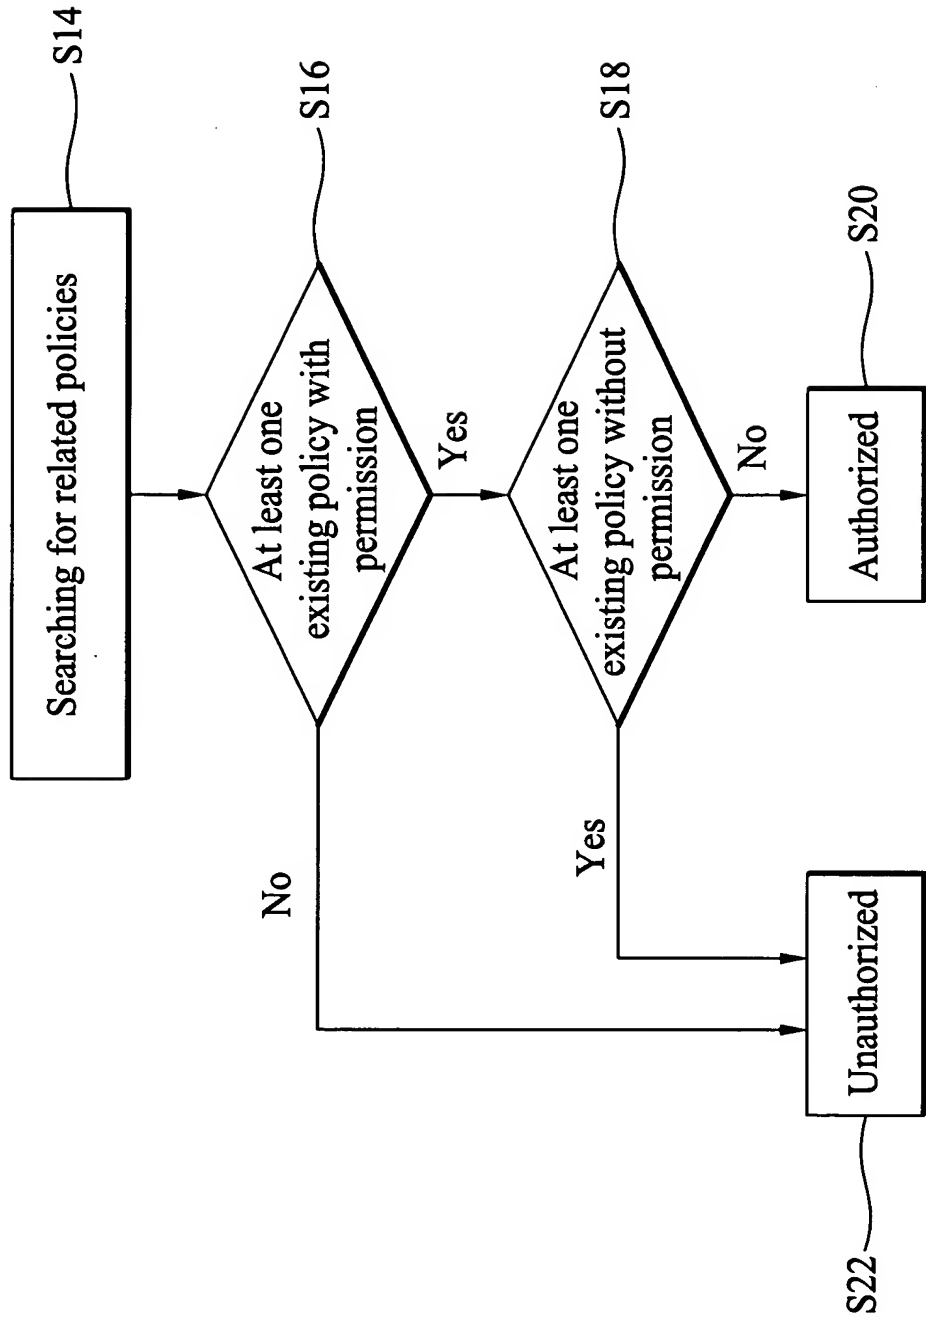 Searching for related policies
S14
At least one
existing policy with
permission
S16
No
Yes
At least one
existing policy without
permission
S18
Yes
No
Unauthorized
S22
Authorized
S20